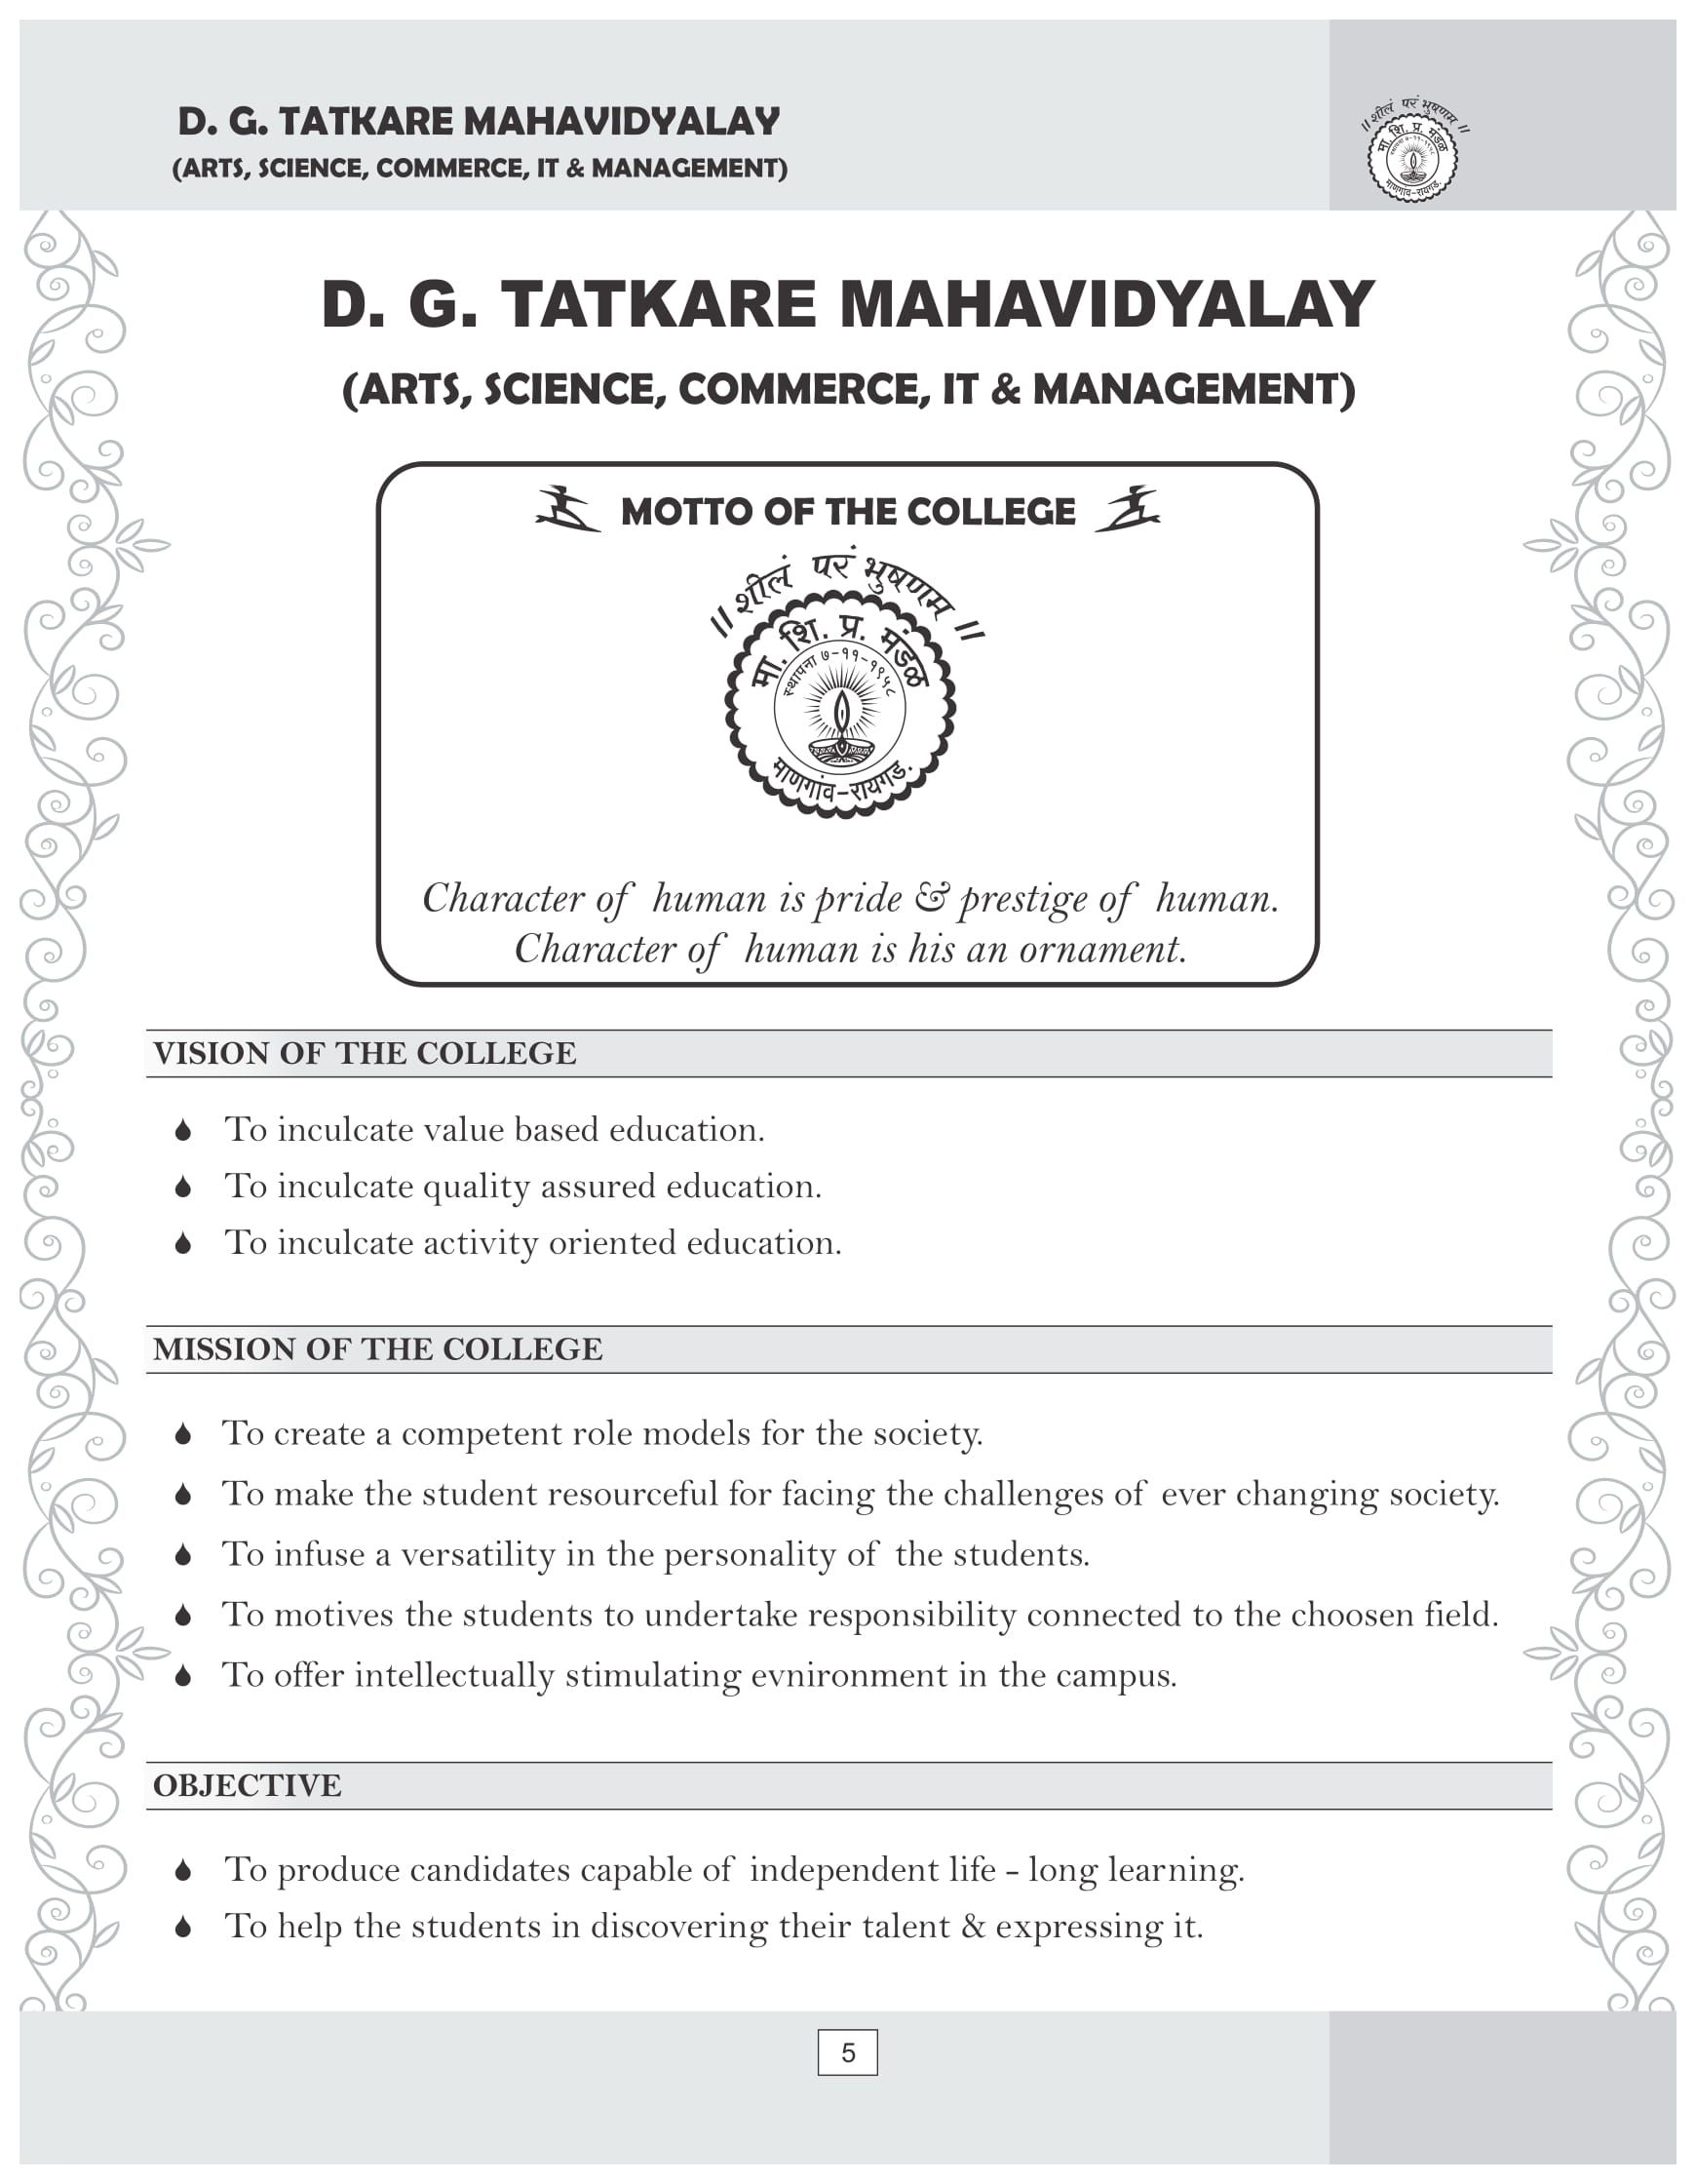 D. G. TATKARE MAHAVIDYALAY
(ARTS, SCIENCE, COMMERCE, IT & MANAGEMENT)
॥ शीलं परं भुषणम ॥
मा. शि. प्र. मंडळ
स्थापना ७-११-१९५८
माणगांव-रायगड.
D. G. TATKARE MAHAVIDYALAY
(ARTS, SCIENCE, COMMERCE, IT & MANAGEMENT)
MOTTO OF THE COLLEGE
॥ शीलं परं भुषणम ॥
मा. शि. प्र. मंडळ
स्थापना ७-११-१९५८
माणगांव-रायगड.
Character of human is pride & prestige of human.
Character of human is his an ornament.
VISION OF THE COLLEGE
To inculcate value based education.
To inculcate quality assured education.
To inculcate activity oriented education.
MISSION OF THE COLLEGE
To create a competent role models for the society.
To make the student resourceful for facing the challenges of ever changing society.
To infuse a versatility in the personality of the students.
To motives the students to undertake responsibility connected to the choosen field.
To offer intellectually stimulating evnironment in the campus.
OBJECTIVE
To produce candidates capable of independent life - long learning.
To help the students in discovering their talent & expressing it.
5